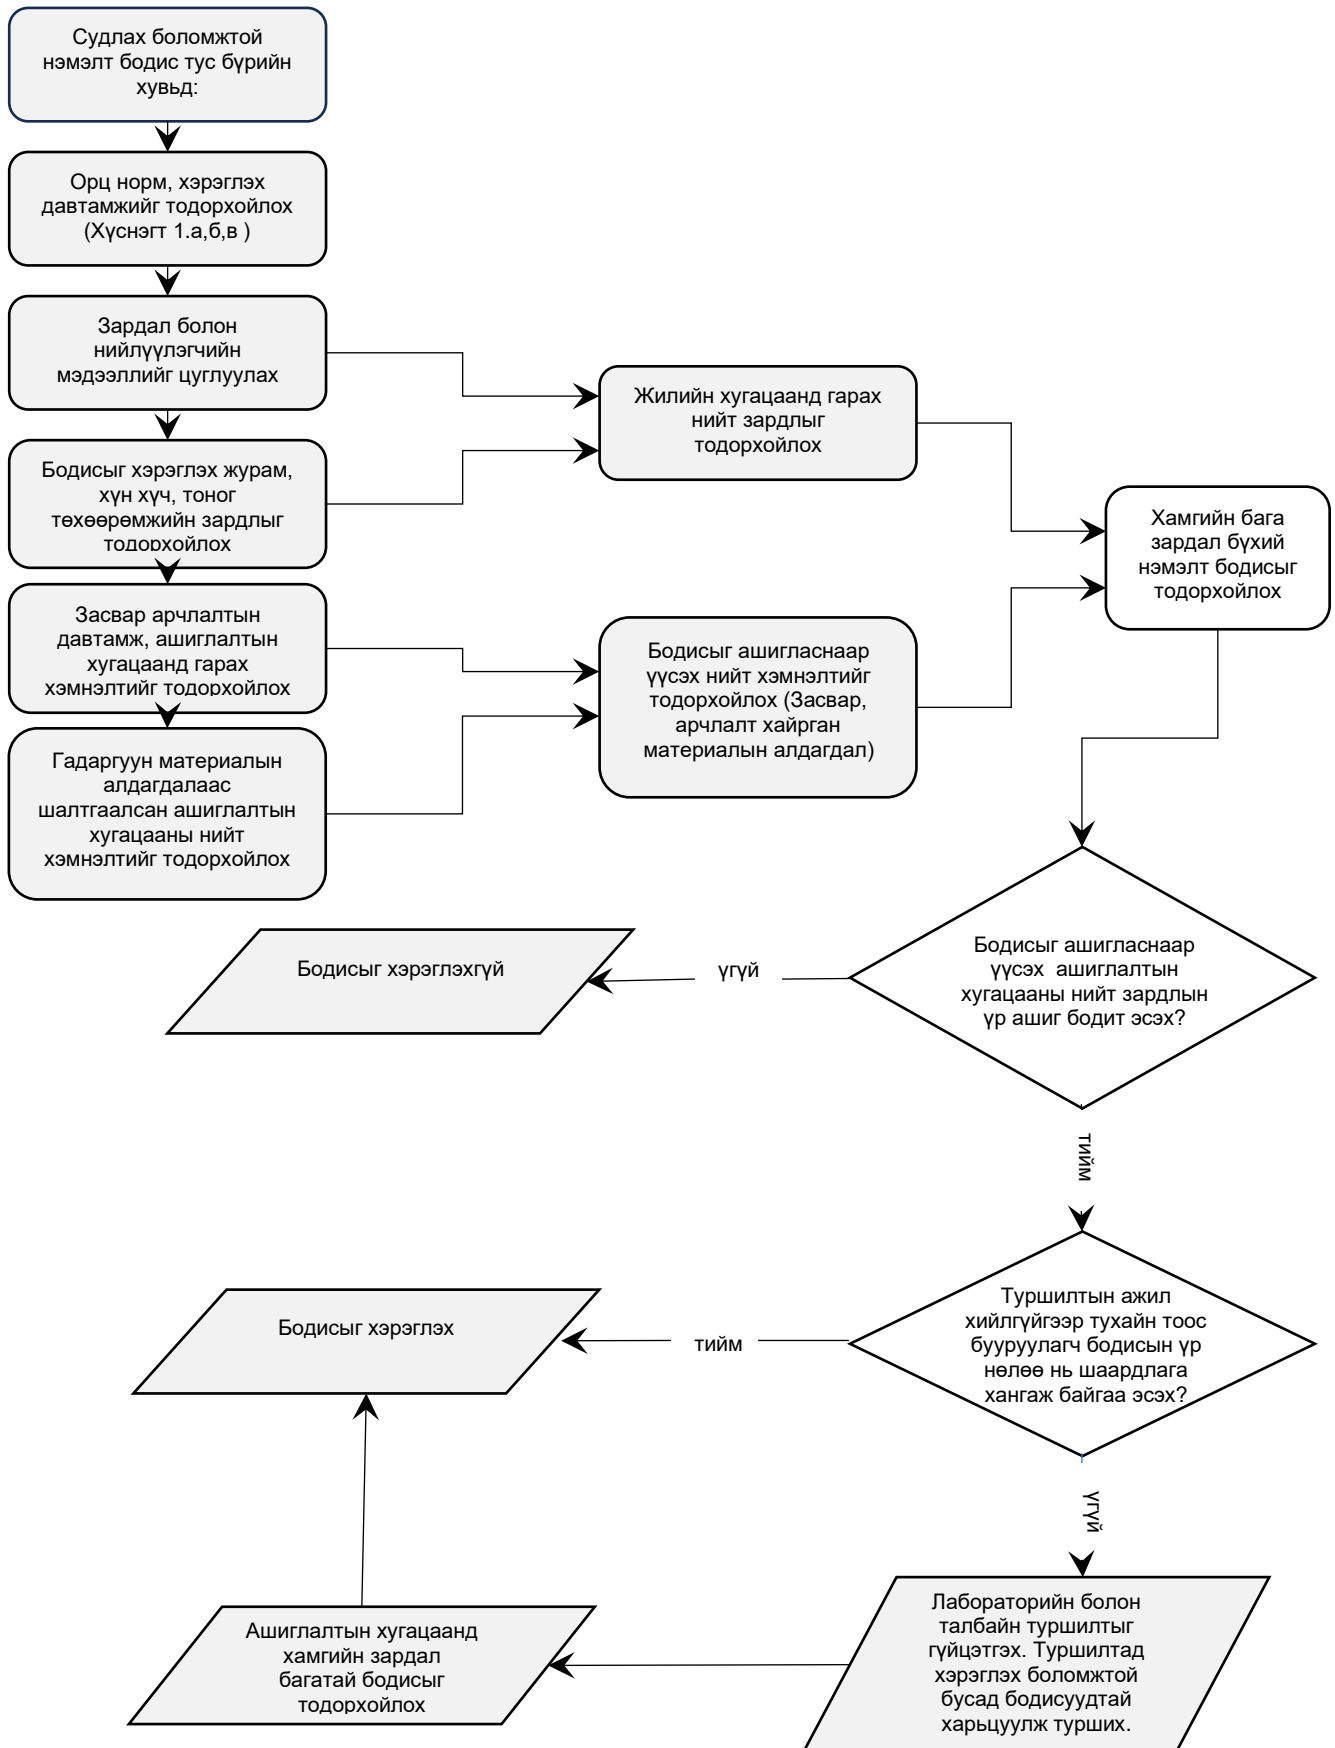 Судлах боломжтой
нэмэлт бодис тус бүрийн
хувьд:
Орц норм, хэрэглэх
давтамжийг тодорхойлох
(Хүснэгт 1.а,б,в )
Зардал болон
нийлүүлэгчийн
мэдээллийг цуглуулах
Бодисыг хэрэглэх журам,
хүн хүч, тоног
төхөөрөмжийн зардлыг
тодорхойлох
Засвар арчлалтын
давтамж, ашиглалтын
хугацаанд гарах
хэмнэлтийг тодорхойлох
Гадаргуун материалын
алдагдалаас
шалтгаалсан ашиглалтын
хугацааны нийт
хэмнэлтийг тодорхойлох
Жилийн хугацаанд гарах
нийт зардлыг
тодорхойлох
Бодисыг ашигласнаар
үүсэх нийт хэмнэлтийг
тодорхойлох (Засвар,
арчлалт хайрган
материалын алдагдал)
Хамгийн бага
зардал бүхий
нэмэлт бодисыг
тодорхойлох
Бодисыг ашигласнаар
үүсэх ашиглалтын
хугацааны нийт зардлын
үр ашиг бодит эсэх?
үгүй
Бодисыг хэрэглэхгүй
тийм
Туршилтын ажил
хийлгүйгээр тухайн тоос
бууруулагч бодисын үр
нөлөө нь шаардлага
хангаж байгаа эсэх?
тийм
Бодисыг хэрэглэх
үгүй
Лабораторийн болон
талбайн туршилтыг
гүйцэтгэх. Туршилтад
хэрэглэх боломжтой
бусад бодисуудтай
харьцуулж турших.
Ашиглалтын хугацаанд
хамгийн зардал
багатай бодисыг
тодорхойлох